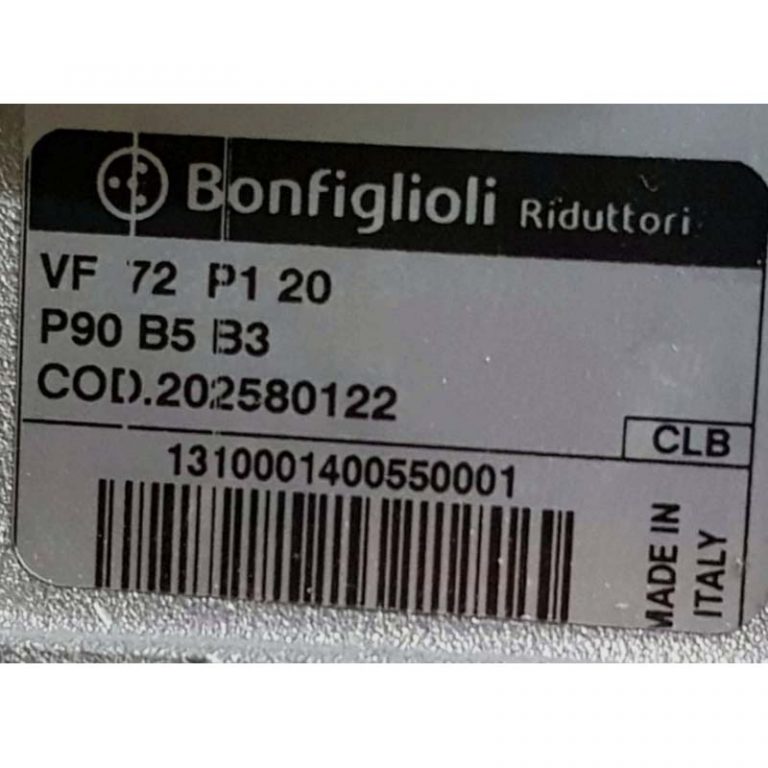 Bonfiglioli Riduttori
VF 72 P1 20
P90 B5 B3
COD.202580122
CLB
1310001400550001
MADE IN
ITALY